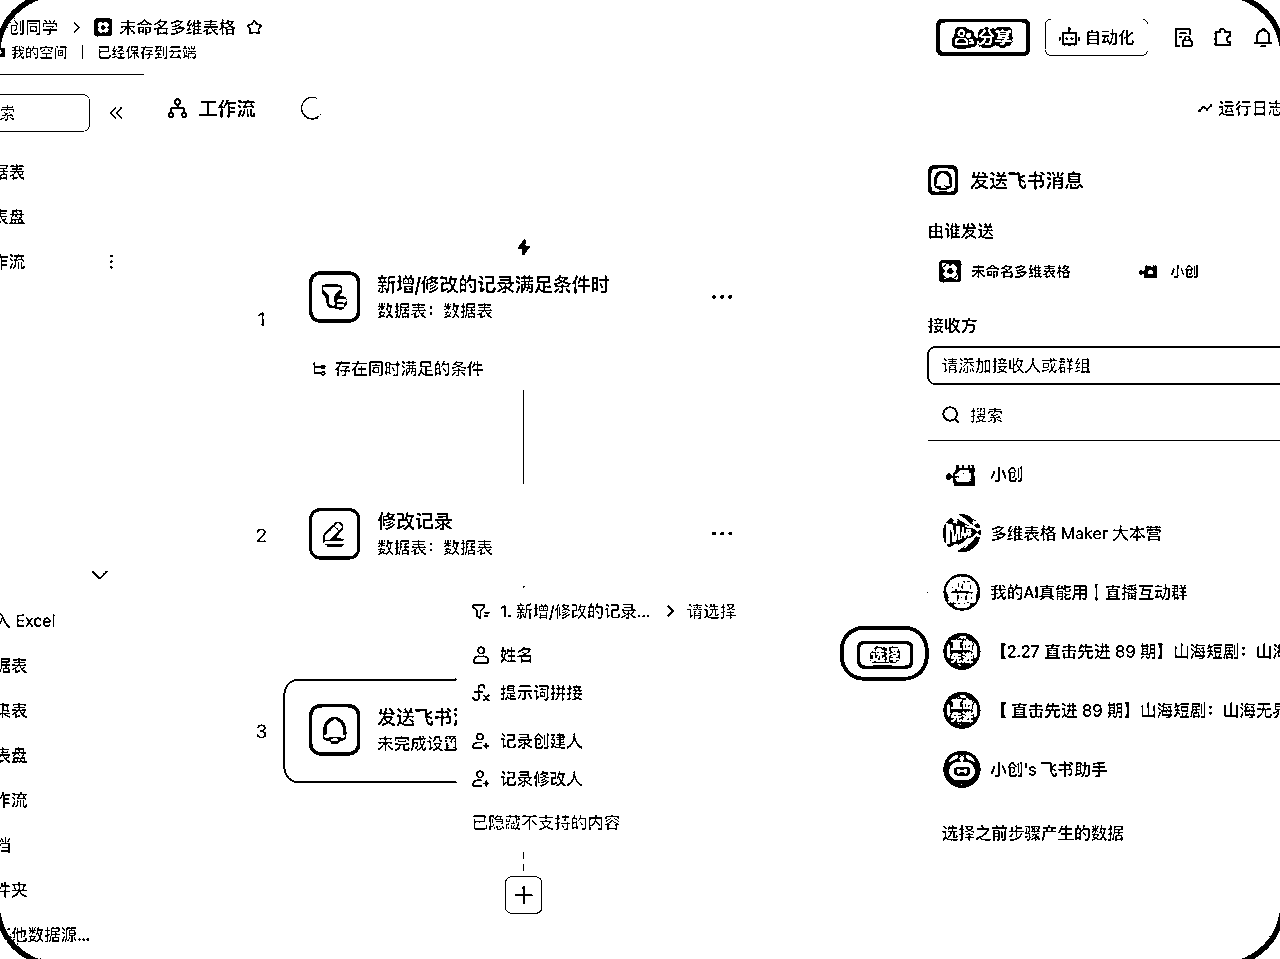 创同学 > 未命名多维表格
我的空间 | 已经保存到云端
分享
自动化
索
工作流
运行日志
据表
表盘
作流
入 Excel
据表
集表
表盘
作流
档
件夹
他数据源...
1
新增/修改的记录满足条件时
数据表：数据表
存在同时满足的条件
2
修改记录
数据表：数据表
3
发送飞书
未完成设置
1. 新增/修改的记录... > 请选择
姓名
提示词拼接
记录创建人
记录修改人
已隐藏不支持的内容
发送飞书消息
由谁发送
未命名多维表格
小创
接收方
请添加接收人或群组
搜索
小创
多维表格 Maker 大本营
我的AI真能用｜直播互动群
选择
【2.27 直击先进 89 期】山海短剧：山海
【 直击先进 89 期】山海短剧：山海无界
小创's 飞书助手
选择之前步骤产生的数据